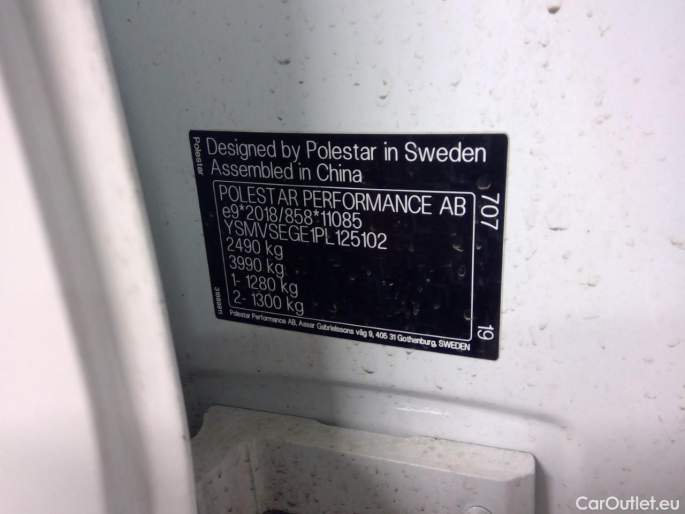 Polestar
Designed by Polestar in Sweden
Assembled in China
POLESTAR PERFORMANCE AB
e9*2018/858*11085
YSMVSEGE1PL125102
2490 kg
3990 kg
1- 1280 kg
2- 1300 kg
Polestar Performance AB, Assar Gabrielssons väg 9, 405 31 Gothenburg, SWEDEN
707
19
CarOutlet.eu